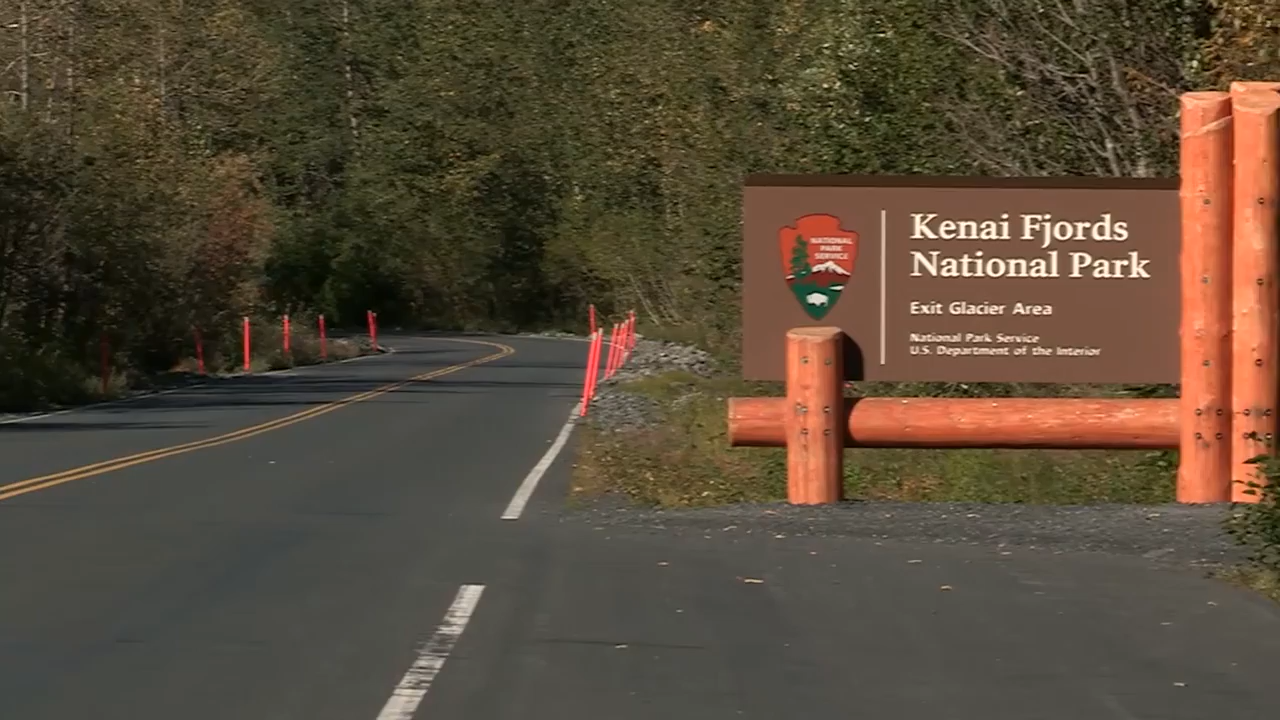 NATIONAL
PARK
SERVICE
Kenai Fjords
National Park
Exit Glacier Area
National Park Service
U.S. Department of the Interior